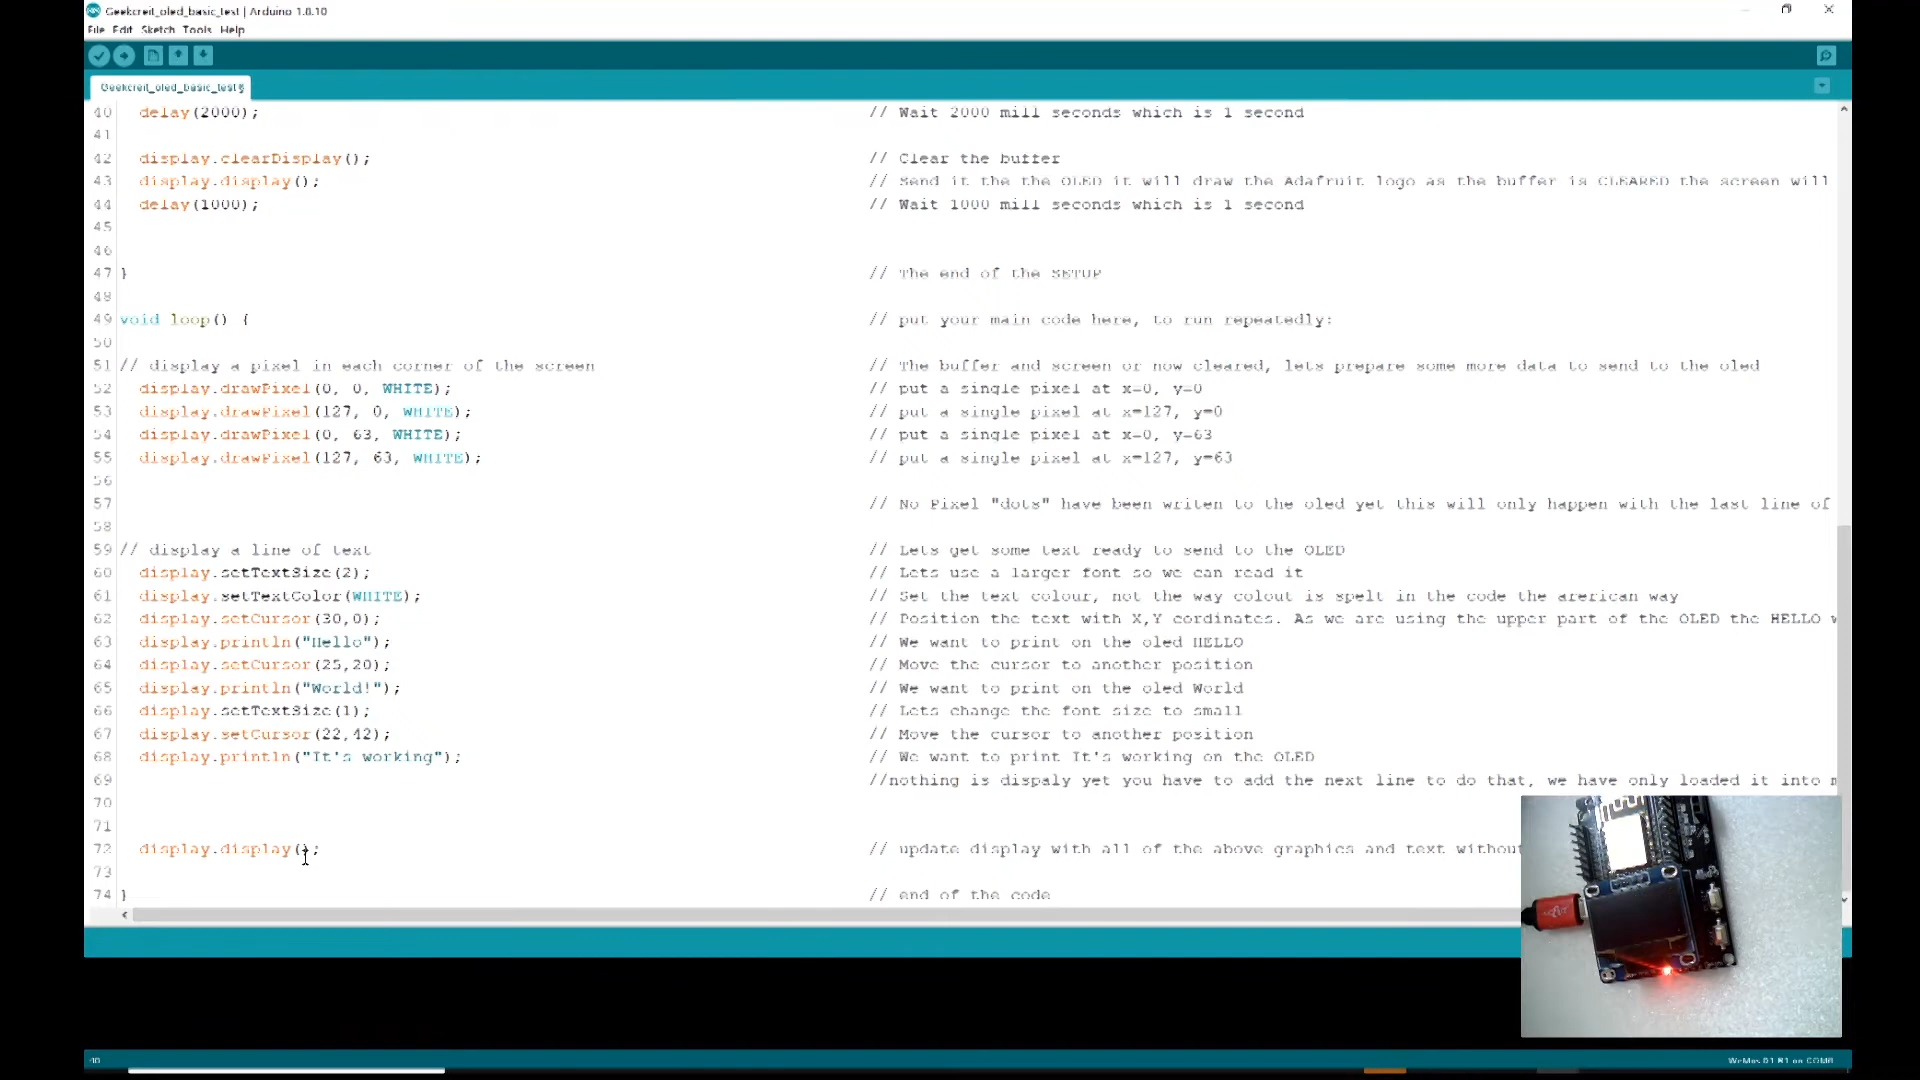 Geekcreit_oled_basic_test | Arduino 1.8.10
File Edit Sketch Tools Help
Geekcreit_oled_basic_test §
40 delay(2000); // Wait 2000 mill seconds which is 1 second
41
42 display.clearDisplay(); // Clear the buffer
43 display.display(); // Send it the the OLED it will draw the Adafruit logo as the buffer is CLEARED the screen will
44 delay(1000); // Wait 1000 mill seconds which is 1 second
45
46
47 } // The end of the SETUP
48
49 void loop() { // put your main code here, to run repeatedly:
50
51 // display a pixel in each corner of the screen // The buffer and screen or now cleared, lets prepare some more data to send to the oled
52 display.drawPixel(0, 0, WHITE); // put a single pixel at x=0, y=0
53 display.drawPixel(127, 0, WHITE); // put a single pixel at x=127, y=0
54 display.drawPixel(0, 63, WHITE); // put a single pixel at x=0, y=63
55 display.drawPixel(127, 63, WHITE); // put a single pixel at x=127, y=63
56
57 // No Pixel "dots" have been writen to the oled yet this will only happen with the last line of
58
59 // display a line of text // Lets get some text ready to send to the OLED
60 display.setTextSize(2); // Lets use a larger font so we can read it
61 display.setTextColor(WHITE); // Set the text colour, not the way colout is spelt in the code the arerican way
62 display.setCursor(30,0); // Position the text with X,Y cordinates. As we are using the upper part of the OLED the HELLO w
63 display.println("Hello"); // We want to print on the oled HELLO
64 display.setCursor(25,20); // Move the cursor to another position
65 display.println("World!"); // We want to print on the oled World
66 display.setTextSize(1); // Lets change the font size to small
67 display.setCursor(22,42); // Move the cursor to another position
68 display.println("It's working"); // We want to print It's working on the OLED
69 //nothing is dispaly yet you have to add the next line to do that, we have only loaded it into m
70
71
72 display.display(); // update display with all of the above graphics and text without
73
74 } // end of the code
40
WeMos D1 R1 on COM8